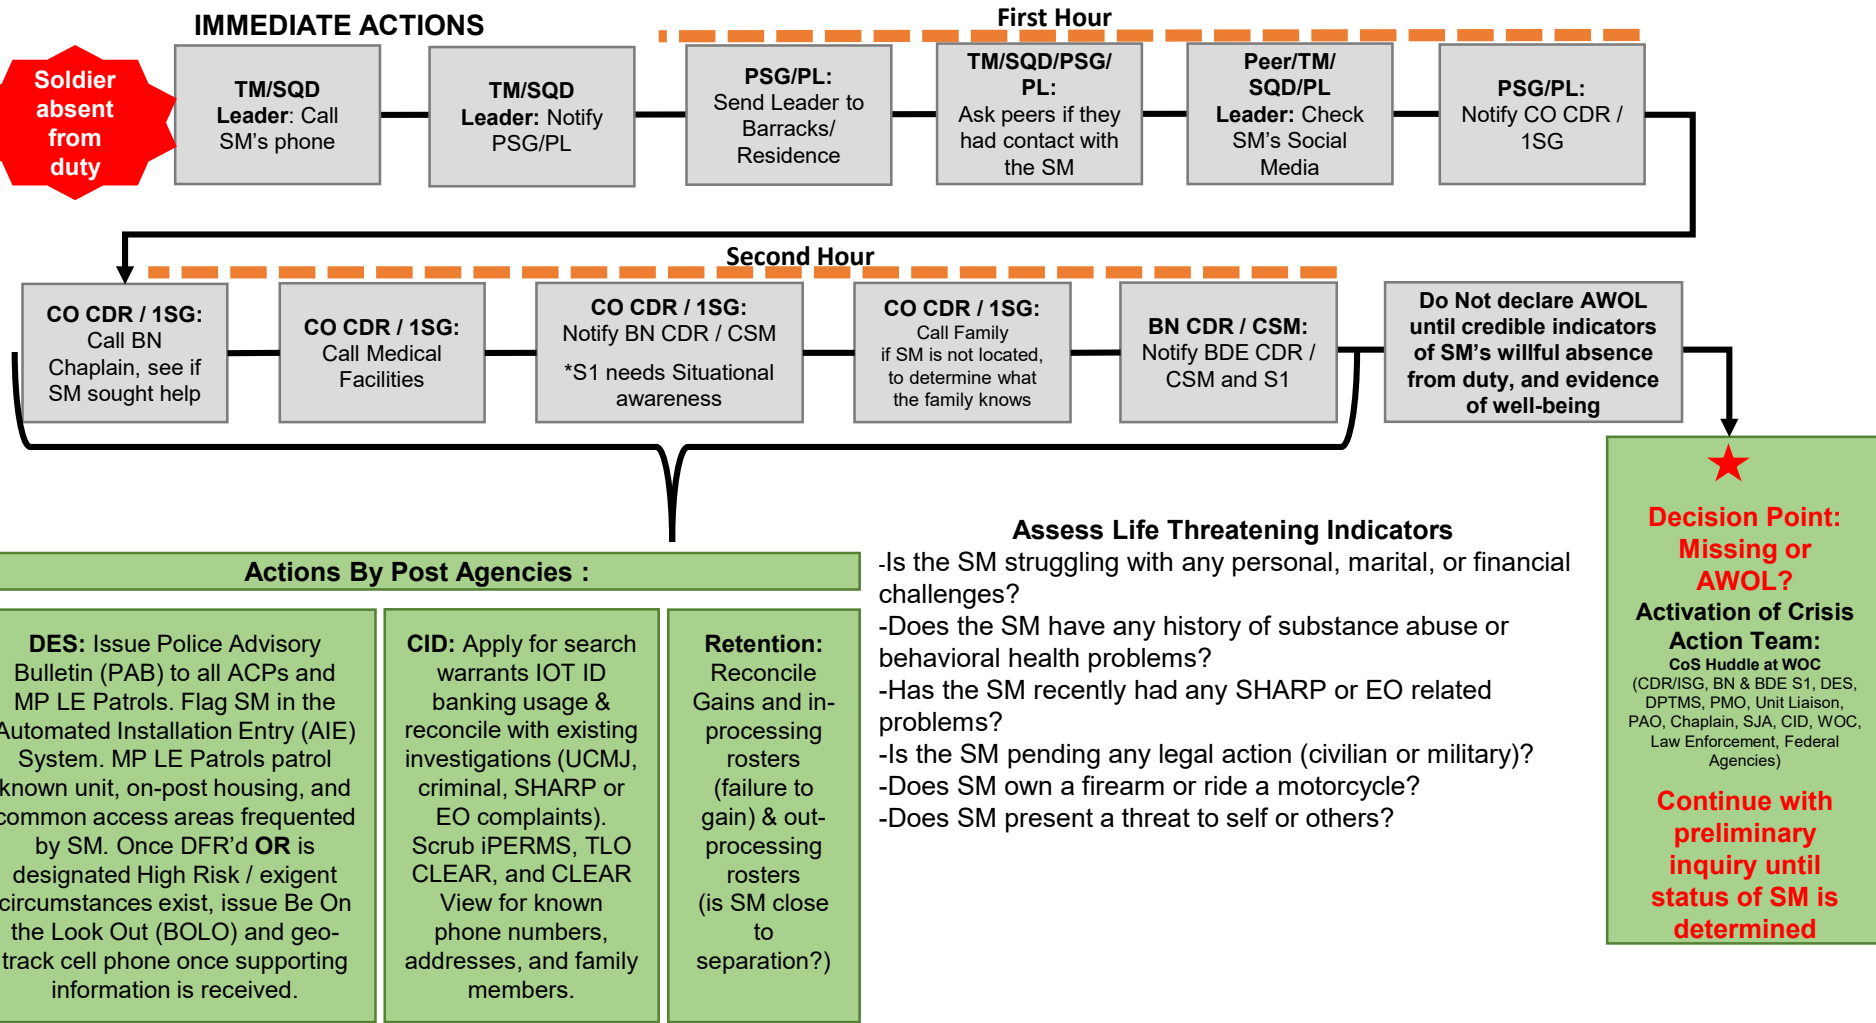 IMMEDIATE ACTIONS
First Hour
Soldier
absent
from
duty
TM/SQD
Leader: Call
SM's phone
TM/SQD
Leader: Notify
PSG/PL
PSG/PL:
Send Leader to
Barracks/
Residence
TM/SQD/PSG/
PL:
Ask peers if they
had contact with
the SM
Peer/TM/
SQD/PL
Leader: Check
SM's Social
Media
PSG/PL:
Notify CO CDR /
1SG
Second Hour
CO CDR / 1SG:
Call BN
Chaplain, see if
SM sought help
CO CDR / 1SG:
Call Medical
Facilities
CO CDR / 1SG:
Notify BN CDR / CSM
*S1 needs Situational
awareness
CO CDR / 1SG:
Call Family
if SM is not located,
to determine what
the family knows
BN CDR / CSM:
Notify BDE CDR /
CSM and S1
Do Not declare AWOL
until credible indicators
of SM's willful absence
from duty, and evidence
of well-being
Decision Point:
Missing or
AWOL?
Activation of Crisis
Action Team:
CoS Huddle at WOC
(CDR/ISG, BN & BDE S1, DES,
DPTMS, PMO, Unit Liaison,
PAO, Chaplain, SJA, CID, WOC,
Law Enforcement, Federal
Agencies)
Continue with
preliminary
inquiry until
status of SM is
determined
Actions By Post Agencies :
DES: Issue Police Advisory
Bulletin (PAB) to all ACPs and
MP LE Patrols. Flag SM in the
Automated Installation Entry (AIE)
System. MP LE Patrols patrol
known unit, on-post housing, and
common access areas frequented
by SM. Once DFR'd OR is
designated High Risk / exigent
circumstances exist, issue Be On
the Look Out (BOLO) and geo-
track cell phone once supporting
information is received.
CID: Apply for search
warrants IOT ID
banking usage &
reconcile with existing
investigations (UCMJ,
criminal, SHARP or
EO complaints).
Scrub iPERMS, TLO
CLEAR, and CLEAR
View for known
phone numbers,
addresses, and family
members.
Retention:
Reconcile
Gains and in-
processing
rosters
(failure to
gain) & out-
processing
rosters
(is SM close
to
separation?)
Assess Life Threatening Indicators
-Is the SM struggling with any personal, marital, or financial
challenges?
-Does the SM have any history of substance abuse or
behavioral health problems?
-Has the SM recently had any SHARP or EO related
problems?
-Is the SM pending any legal action (civilian or military)?
-Does SM own a firearm or ride a motorcycle?
-Does SM present a threat to self or others?